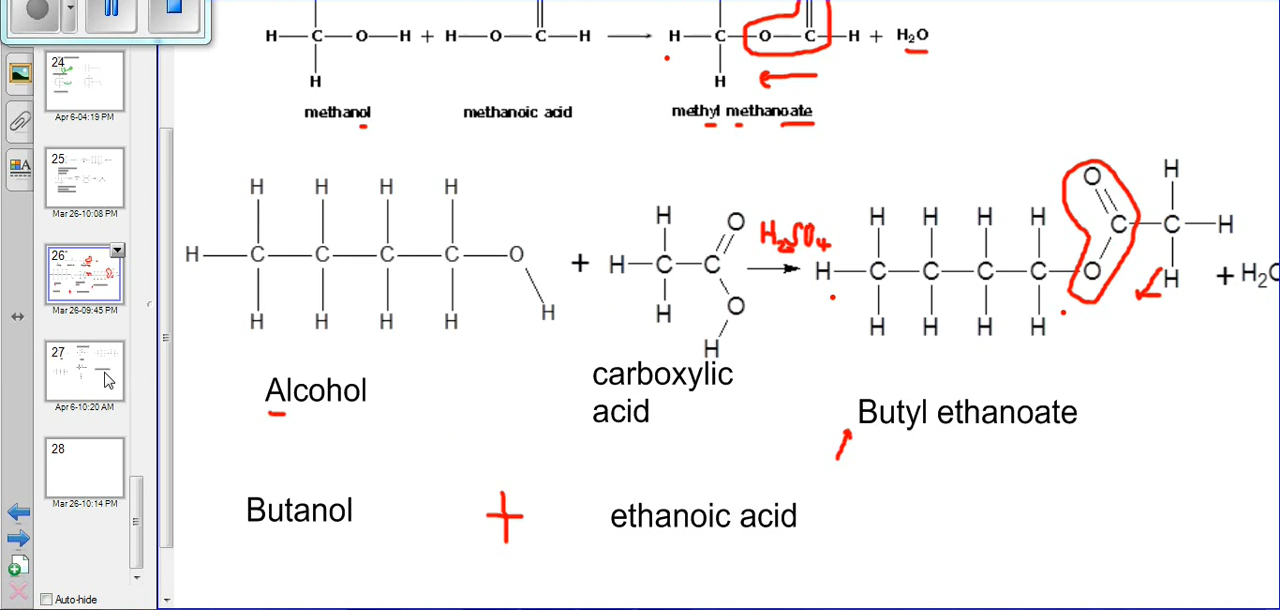 H—C—O—H + H—O—C—H → H—C—O—C—H + H₂O
H H
methanol methanoic acid methyl methanoate
24
Apr 6-04:19 PM
25
Mar 26-10:08 PM
26
Mar 26-09:45 PM
27
Apr 6-10:20 AM
28
Mar 26-10:14 PM
Auto-hide
H
H H H H O
H O H₂SO₄ H H H H C H
H C C C C O + H C C H C C C C O H + H₂O
H O
H H H H H H H H H
H
Alcohol
carboxylic
acid
Butyl ethanoate
Butanol + ethanoic acid